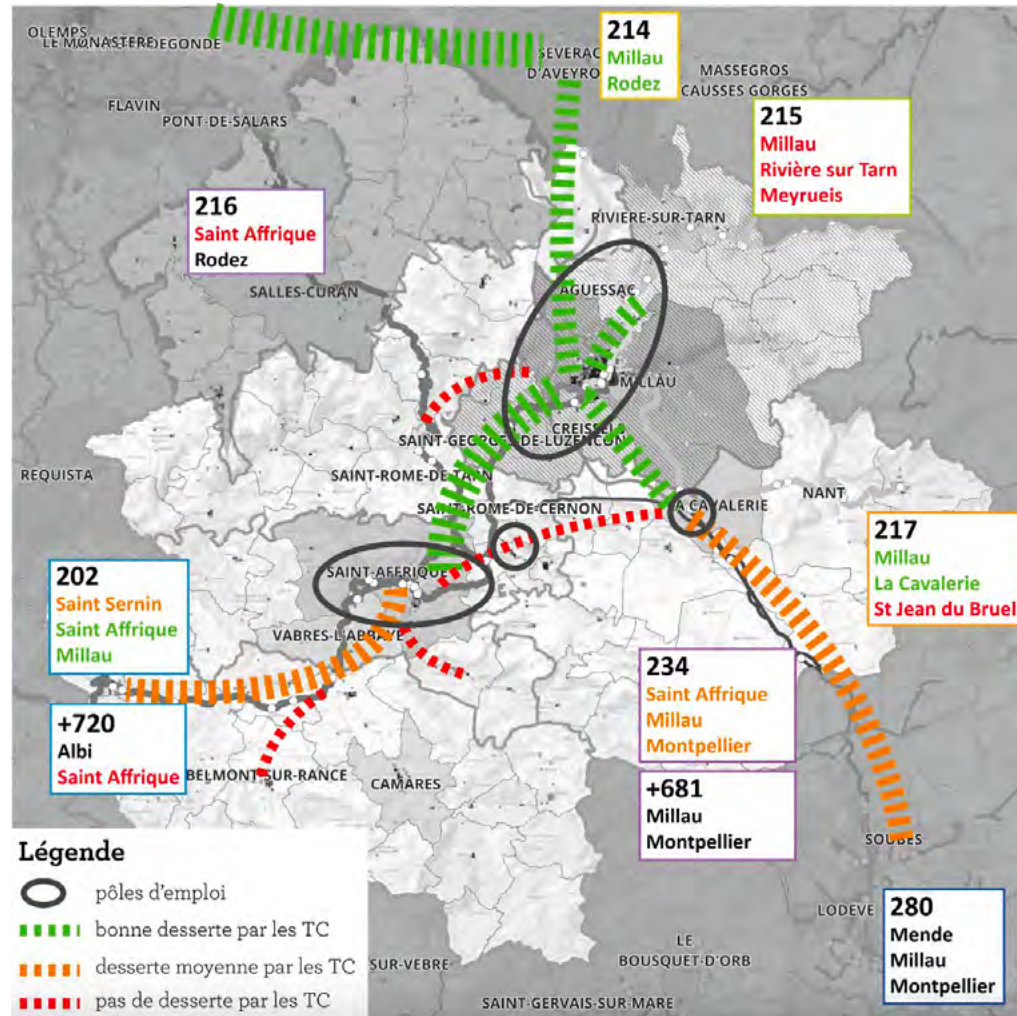 OLEMPS
LE MONASTERE
DEGONDE
SEVERAC
D'AVEYRO
214
Millau
Rodez
MASSEGROS
CAUSSES GORGES
FLAVIN
PONT-DE-SALARS
215
Millau
Rivière sur Tarn
Meyrueis
216
Saint Affrique
Rodez
RIVIERE-SUR-TARN
SALLES-CURAN
AGUESSAC
MILLAU
CREISSELS
SAINT-GEORGES-DE-LUZENCON
REQUISTA
SAINT-ROME-DE-TARN
SAINT-ROME-DE-CERNON
LA CAVALERIE
NANT
217
Millau
La Cavalerie
St Jean du Bruel
202
Saint Sernin
Saint Affrique
Millau
SAINT-AFFRIQUE
VABRES-L'ABBAYE
234
Saint Affrique
Millau
Montpellier
+720
Albi
Saint Affrique
BELMONT-SUR-RANCE
CAMARES
+681
Millau
Montpellier
SOUBES
Légende
pôles d'emploi
bonne desserte par les TC
desserte moyenne par les TC
pas de desserte par les TC
LODEVE
280
Mende
Millau
Montpellier
LE
BOUSQUET-D'ORB
SUR-VEBRE
SAINT-GERVAIS-SUR-MARE